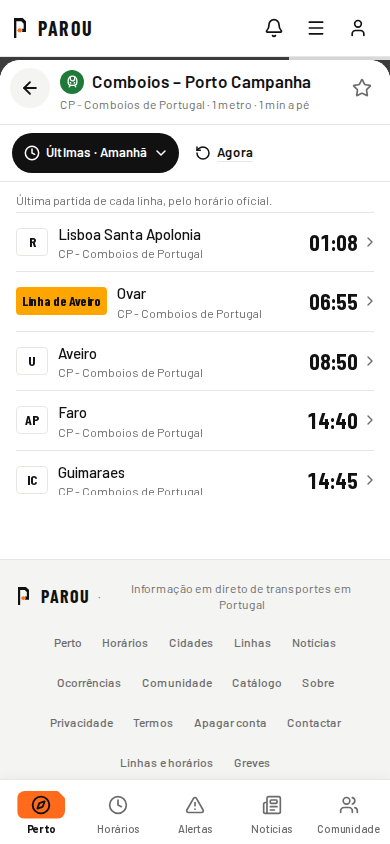 PAROU
Comboios – Porto Campanha
CP - Comboios de Portugal · 1 metro · 1 min a pé
Últimas · Amanhã
Agora
Última partida de cada linha, pelo horário oficial.
R
Lisboa Santa Apolonia
CP - Comboios de Portugal
01:08
Linha de Aveiro
Ovar
CP - Comboios de Portugal
06:55
U
Aveiro
CP - Comboios de Portugal
08:50
AP
Faro
CP - Comboios de Portugal
14:40
IC
Guimaraes
CP - Comboios de Portugal
14:45
PAROU ·
Informação em direto de transportes em
Portugal
Perto Horários Cidades Linhas Notícias
Ocorrências Comunidade Catálogo Sobre
Privacidade Termos Apagar conta Contactar
Linhas e horários Greves
Perto Horários Alertas Notícias Comunidade